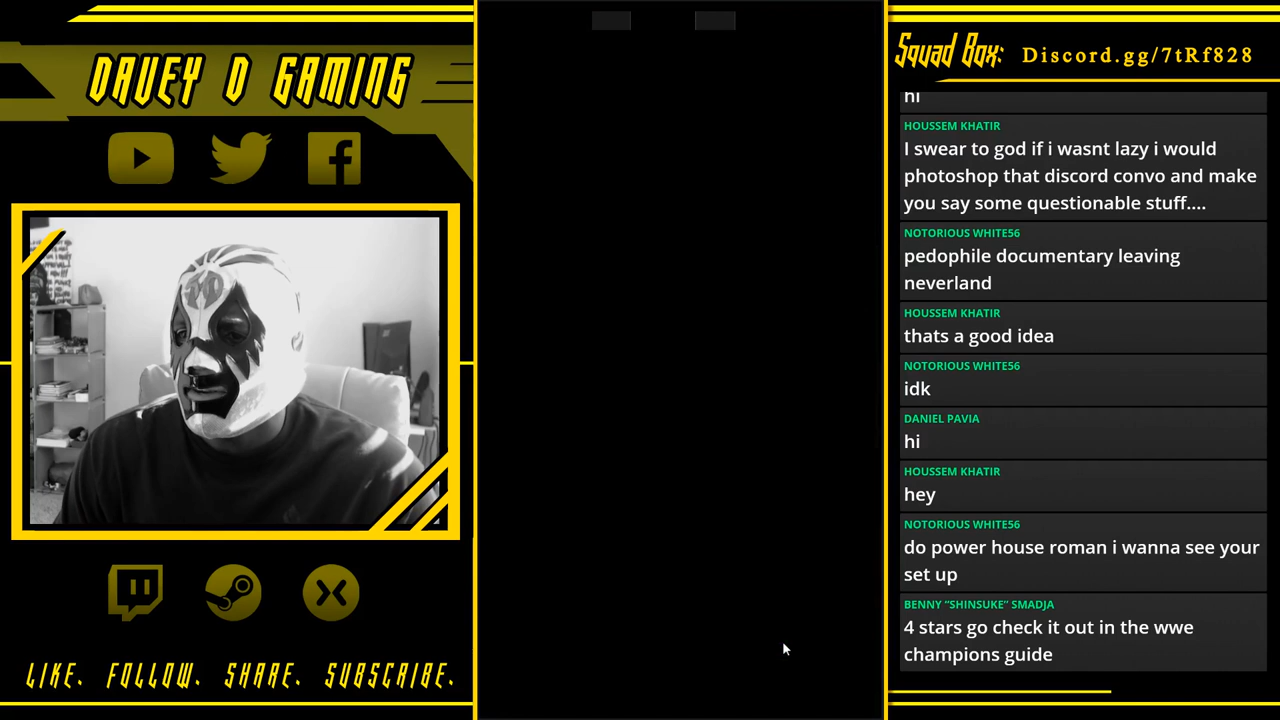 DAVEY D GAMING
LIKE. FOLLOW. SHARE. SUBSCRIBE.
Squad Box: Discord.gg/7tRf828
hi
HOUSSEM KHATIR
I swear to god if i wasnt lazy i would
photoshop that discord convo and make
you say some questionable stuff....
NOTORIOUS WHITE56
pedophile documentary leaving
neverland
HOUSSEM KHATIR
thats a good idea
NOTORIOUS WHITE56
idk
DANIEL PAVIA
hi
HOUSSEM KHATIR
hey
NOTORIOUS WHITE56
do power house roman i wanna see your
set up
BENNY “SHINSUKE” SMADJA
4 stars go check it out in the wwe
champions guide